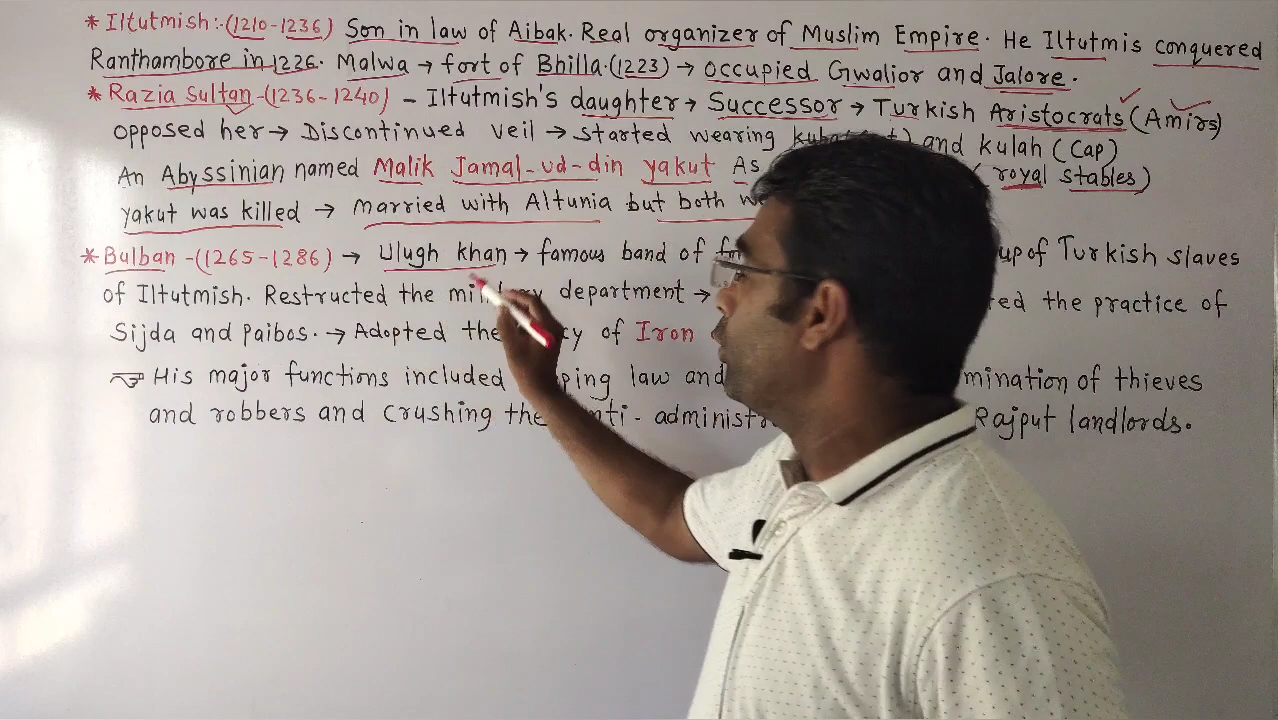 * Iltutmish:-(1210-1236) Son in law of Aibak. Real organizer of Muslim Empire. He Iltutmis conquered
Ranthambore in 1226. Malwa → fort of Bhilla.(1223) → occupied Gwalior and Jalore.
* Razia Sultan-(1236-1240) - Iltutmish's daughter → Successor → Turkish Aristocrats (Amirs)
opposed her → Discontinued veil → started wearing and kulah (Cap)
An Abyssinian named Malik Jamal-ud-din yakut As (royal stables)
yakut was killed → married with Altunia but both
* Bulban -(1265-1286) → Ulugh khan → famous band of of Turkish slaves
of Iltutmish. Restructed the department → the practice of
Sijda and Paibos. → Adopted the of Iron
☞ His major functions included law and of thieves
and robbers and crushing the Rajput landlords.